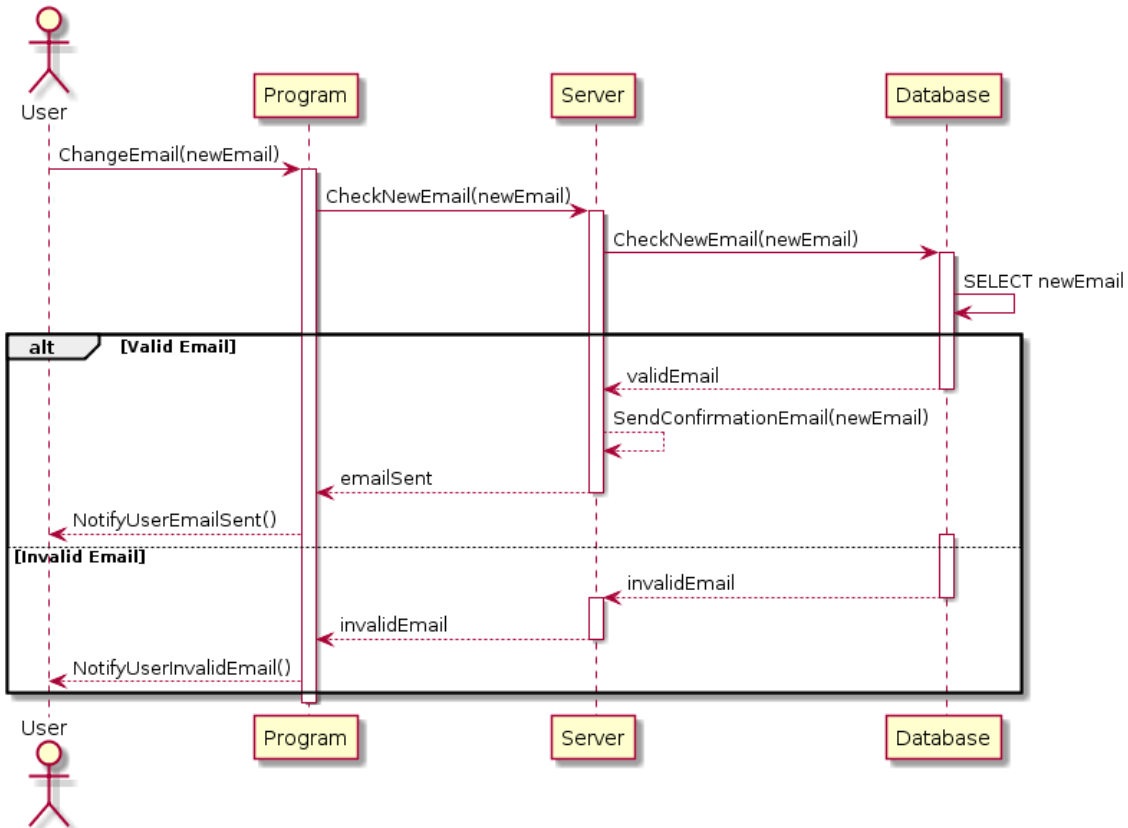 User
Program
Server
Database
ChangeEmail(newEmail)
CheckNewEmail(newEmail)
CheckNewEmail(newEmail)
SELECT newEmail
alt
[Valid Email]
validEmail
SendConfirmationEmail(newEmail)
emailSent
NotifyUserEmailSent()
[Invalid Email]
invalidEmail
invalidEmail
NotifyUserInvalidEmail()
User
Program
Server
Database